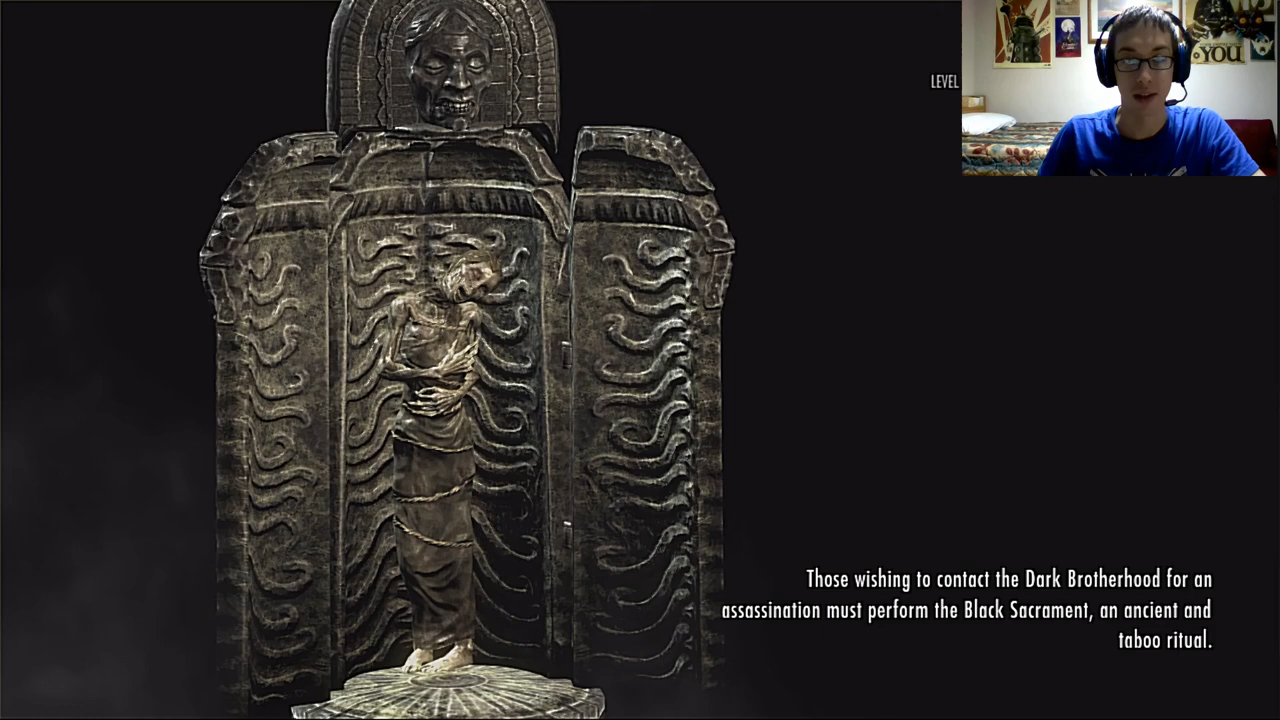 LEVEL
YOU
Those wishing to contact the Dark Brotherhood for an
assassination must perform the Black Sacrament, an ancient and
taboo ritual.